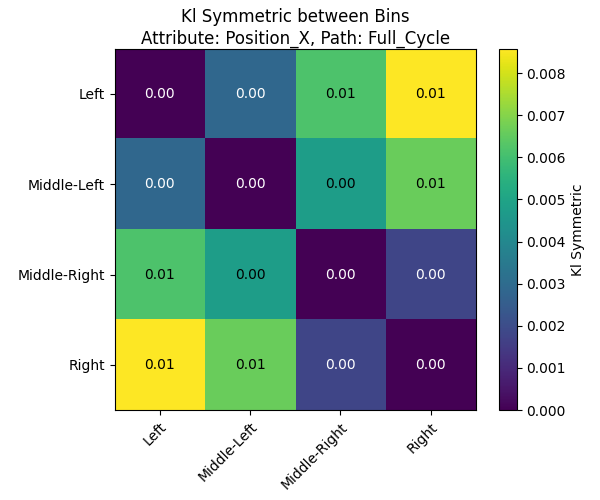 Kl Symmetric between Bins
Attribute: Position_X, Path: Full_Cycle
Left 0.00 0.00 0.01 0.01
Middle-Left 0.00 0.00 0.00 0.01
Middle-Right 0.01 0.00 0.00 0.00
Right 0.01 0.01 0.00 0.00
Left Middle-Left Middle-Right Right
0.008
0.007
0.006
0.005
0.004
0.003
0.002
0.001
0.000
Kl Symmetric